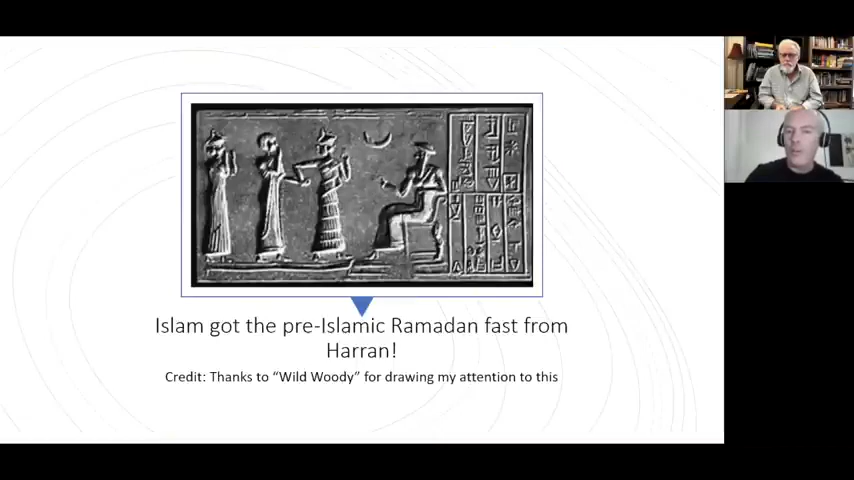 Islam got the pre-Islamic Ramadan fast from
Harran!
Credit: Thanks to “Wild Woody” for drawing my attention to this